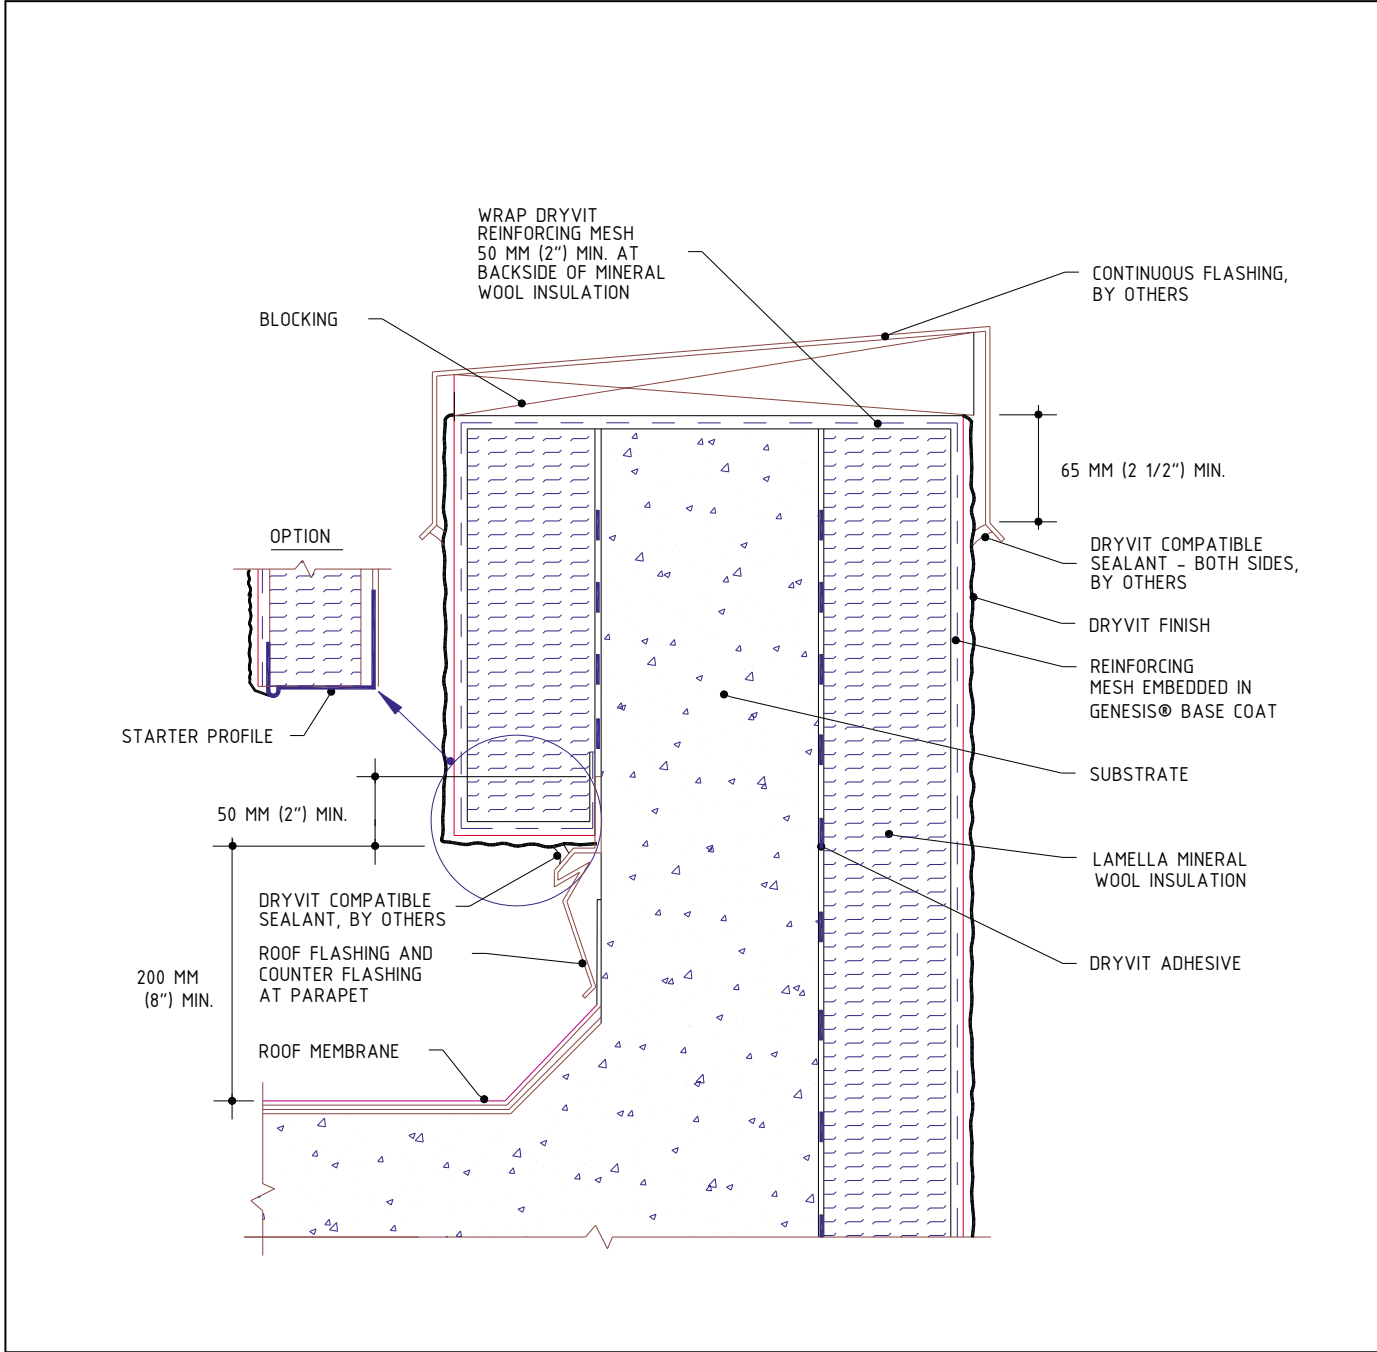 WRAP DRYVIT
REINFORCING MESH
50 MM (2") MIN. AT
BACKSIDE OF MINERAL
WOOL INSULATION
CONTINUOUS FLASHING,
BY OTHERS
BLOCKING
65 MM (2 1/2") MIN.
OPTION
DRYVIT COMPATIBLE
SEALANT - BOTH SIDES,
BY OTHERS
DRYVIT FINISH
REINFORCING
MESH EMBEDDED IN
GENESIS® BASE COAT
STARTER PROFILE
SUBSTRATE
50 MM (2") MIN.
LAMELLA MINERAL
WOOL INSULATION
DRYVIT COMPATIBLE
SEALANT, BY OTHERS
ROOF FLASHING AND
COUNTER FLASHING
AT PARAPET
DRYVIT ADHESIVE
200 MM
(8") MIN.
ROOF MEMBRANE